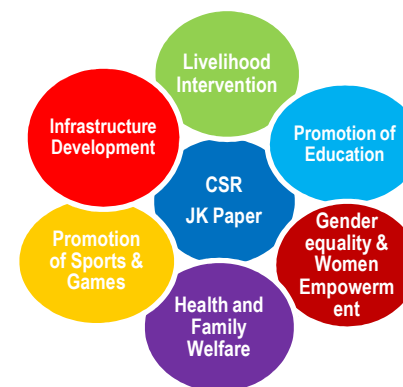 Livelihood
Intervention
Infrastructure
Development
Promotion of
Education
CSR
JK Paper
Promotion
of Sports &
Games
Gender
equality &
Women
Empowerm
ent
Health and
Family
Welfare